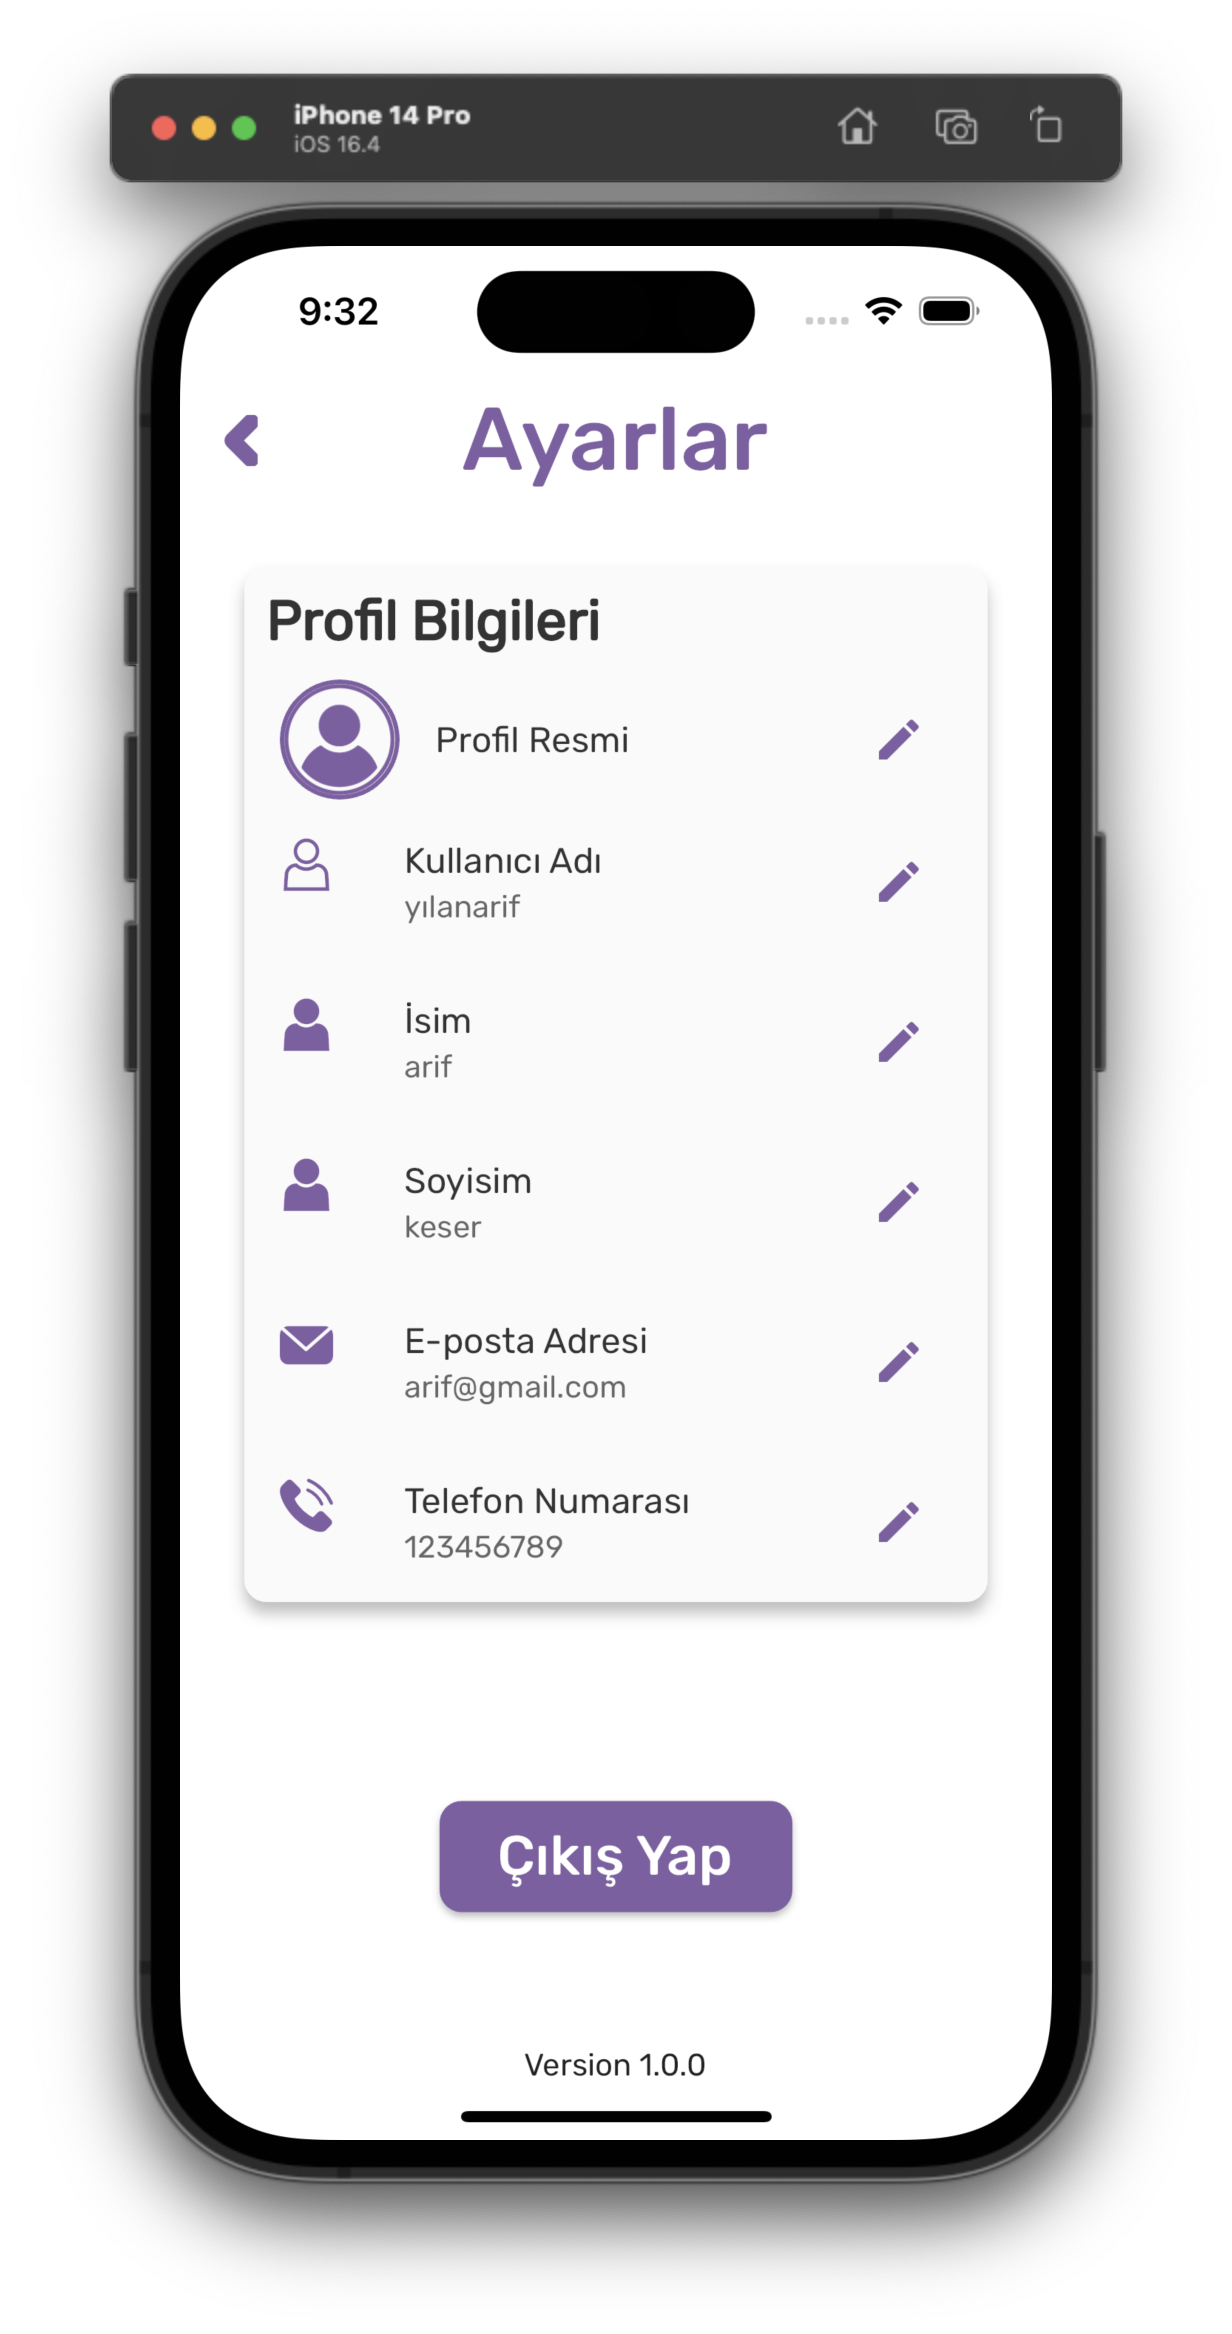 iPhone 14 Pro
iOS 16.4
9:32
Ayarlar
Profil Bilgileri
Profil Resmi
Kullanıcı Adı
yılanarif
İsim
arif
Soyisim
keser
E-posta Adresi
arif@gmail.com
Telefon Numarası
123456789
Çıkış Yap
Version 1.0.0